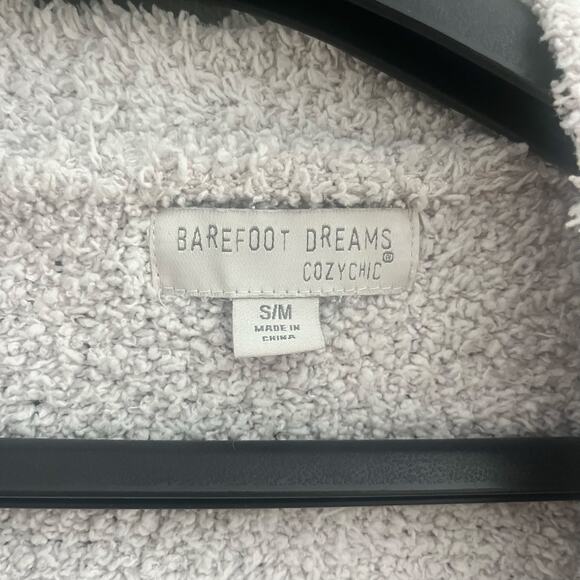 BAREFOOT DREAMS
COZYCHIC®
S/M
MADE IN
CHINA